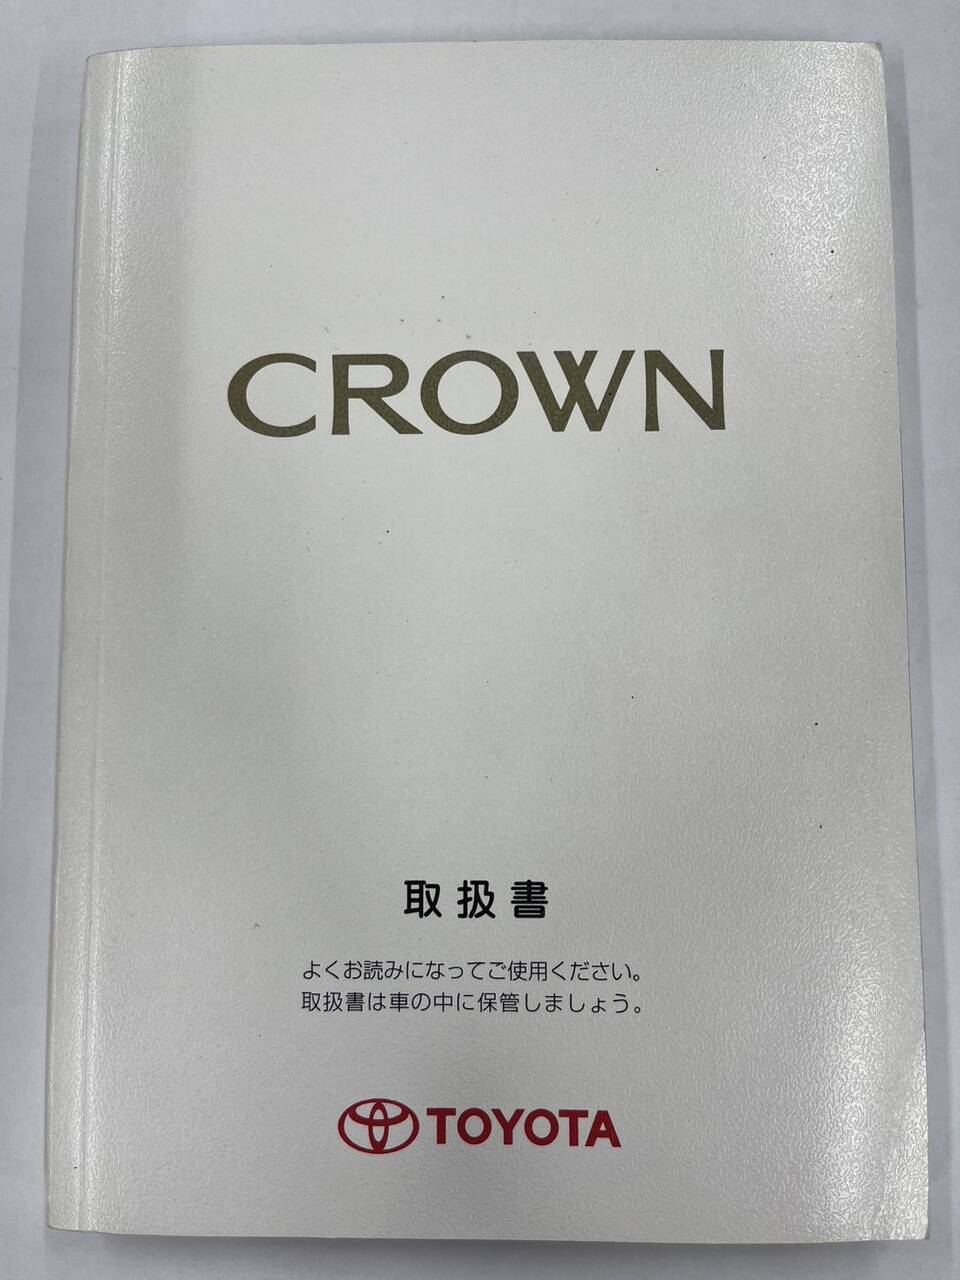 CROWN
取扱書
よくお読みになってご使用ください。
取扱書は車の中に保管しましょう。
TOYOTA